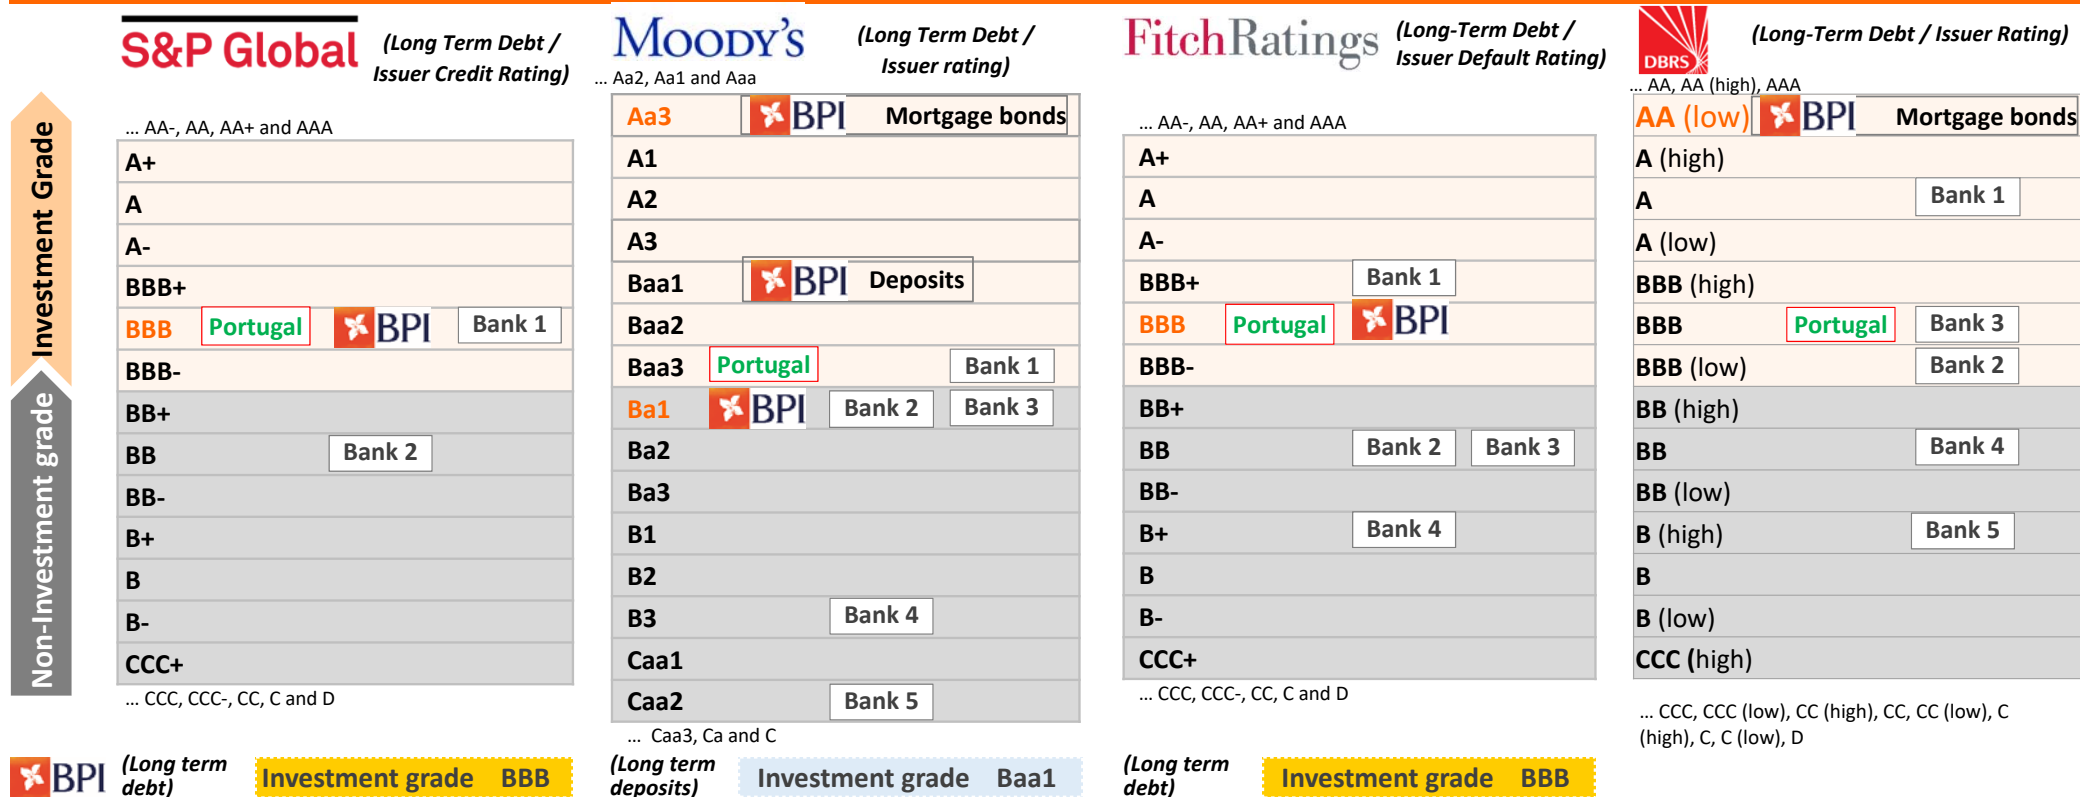 S&P Global
(Long Term Debt /
Issuer Credit Rating)
... AA-, AA, AA+ and AAA
A+
A
A-
BBB+
BBB Portugal BPI Bank 1
BBB-
BB+
BB Bank 2
BB-
B+
B
B-
CCC+
... CCC, CCC-, CC, C and D
MOODY'S
(Long Term Debt /
Issuer rating)
... Aa2, Aa1 and Aaa
Aa3 BPI Mortgage bonds
A1
A2
A3
Baa1 BPI Deposits
Baa2
Baa3 Portugal Bank 1
Ba1 BPI Bank 2 Bank 3
Ba2
Ba3
B1
B2
B3 Bank 4
Caa1
Caa2 Bank 5
... Caa3, Ca and C
FitchRatings
(Long-Term Debt /
Issuer Default Rating)
... AA-, AA, AA+ and AAA
A+
A
A-
BBB+ Bank 1
BBB Portugal BPI
BBB-
BB+
BB Bank 2 Bank 3
BB-
B+ Bank 4
B
B-
CCC+
... CCC, CCC-, CC, C and D
DBRS
(Long-Term Debt / Issuer Rating)
... AA, AA (high), AAA
AA (low) BPI Mortgage bonds
A (high)
A Bank 1
A (low)
BBB (high)
BBB Portugal Bank 3
BBB (low) Bank 2
BB (high)
BB Bank 4
BB (low)
B (high) Bank 5
B
B (low)
CCC (high)
... CCC, CCC (low), CC (high), CC, CC (low), C
(high), C, C (low), D
Investment Grade
Non-Investment grade
BPI
(Long term
debt)
Investment grade BBB
(Long term
deposits)
Investment grade Baa1
(Long term
debt)
Investment grade BBB